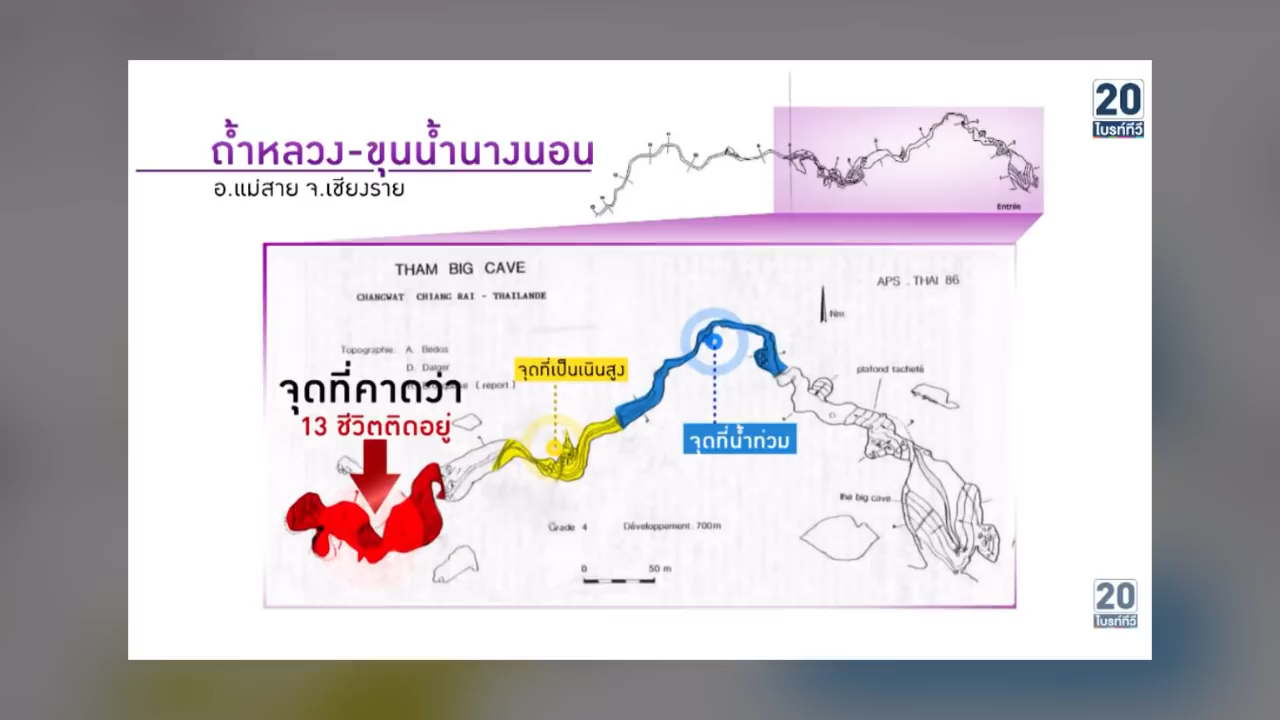 20
ไบรท์ทีวี
ถ้ำหลวง-ขุนน้ำนางนอน
อ.แม่สาย จ.เชียงราย
Entrée
THAM BIG CAVE
CHANGWAT CHIANG RAI - THAILANDE
APS . THAI 86
Nm
Topographie: A. Bedos
D. Dalger
( report )
จุดที่คาดว่า
13 ชีวิตติดอยู่
จุดที่เป็นเนินสูง
จุดที่น้ำท่วม
plafond tacheté
the big cave
Grade 4 Développement. 700m
0 50 m
20
ไบรท์ทีวี